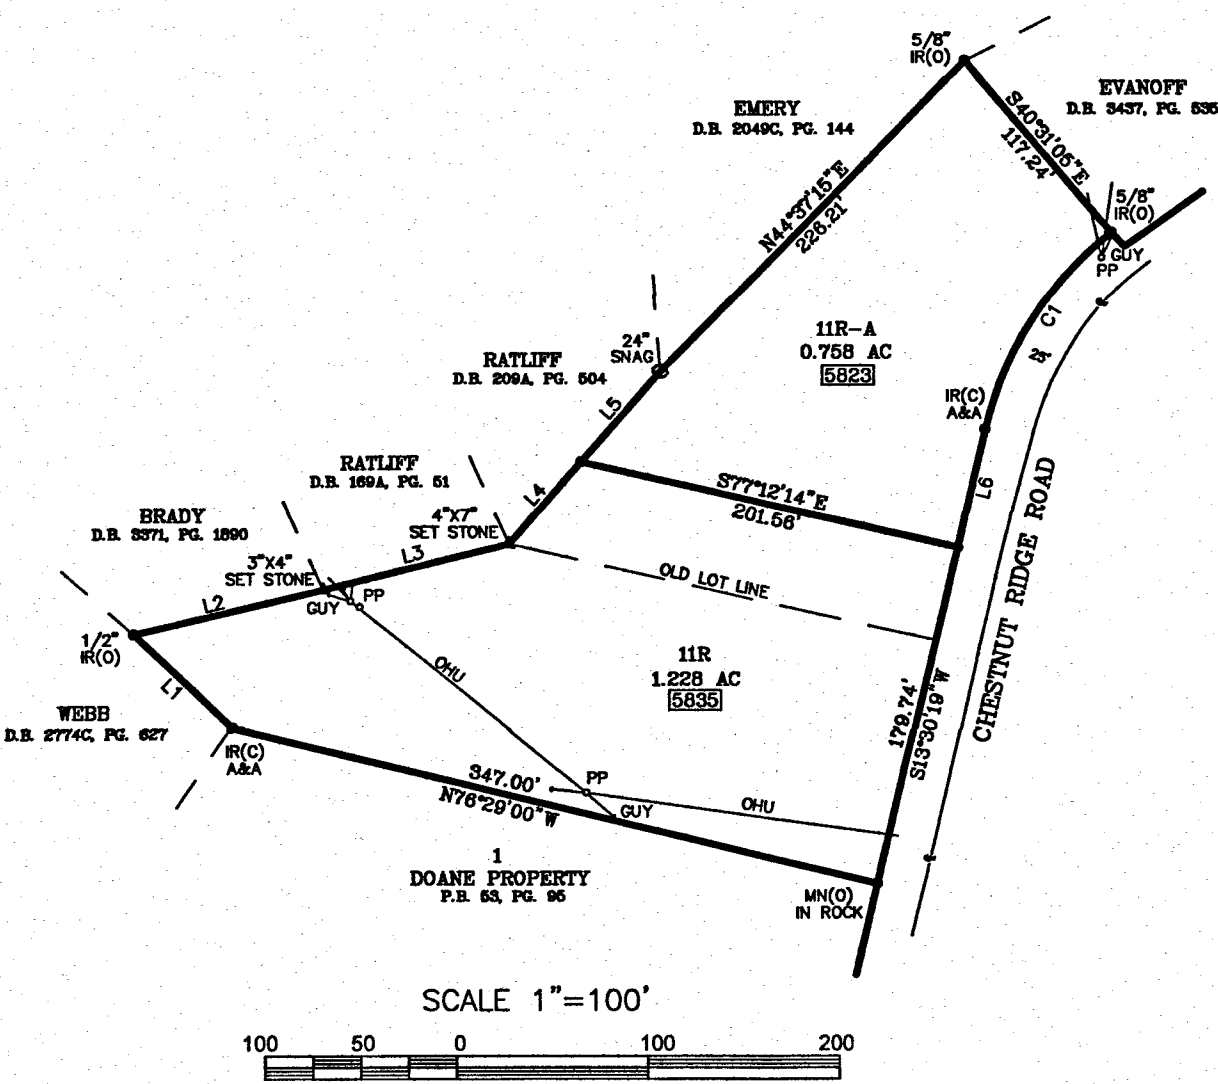 5/8"
IR(O)
EVANOFF
D.B. 3437, PG. 535
EMERY
D.B. 2049C, PG. 144
S40°31'05"E
117.24'
5/8"
IR(O)
N44°37'15"E
226.21'
GUY
PP
C1
25'
11R-A
0.758 AC
5823
24"
SNAG
RATLIFF
D.B. 209A, PG. 504
L5
IR(C)
A&A
RATLIFF
D.B. 169A, PG. 51
L4
S77°12'14"E
201.56'
L6
BRADY
D.B. 3371, PG. 1890
4"X7"
SET STONE
L3
3"X4"
SET STONE
OLD LOT LINE
CHESTNUT RIDGE ROAD
L2
GUY
PP
1/2"
IR(O)
L1
OHU
11R
1.228 AC
5835
179.74'
S13°30'19"W
WEBB
D.B. 2774C, PG. 627
IR(C)
A&A
347.00'
N76°29'00"W
PP
GUY
OHU
1
DOANE PROPERTY
P.B. 53, PG. 95
MN(O)
IN ROCK
SCALE 1"=100'
100 50 0 100 200